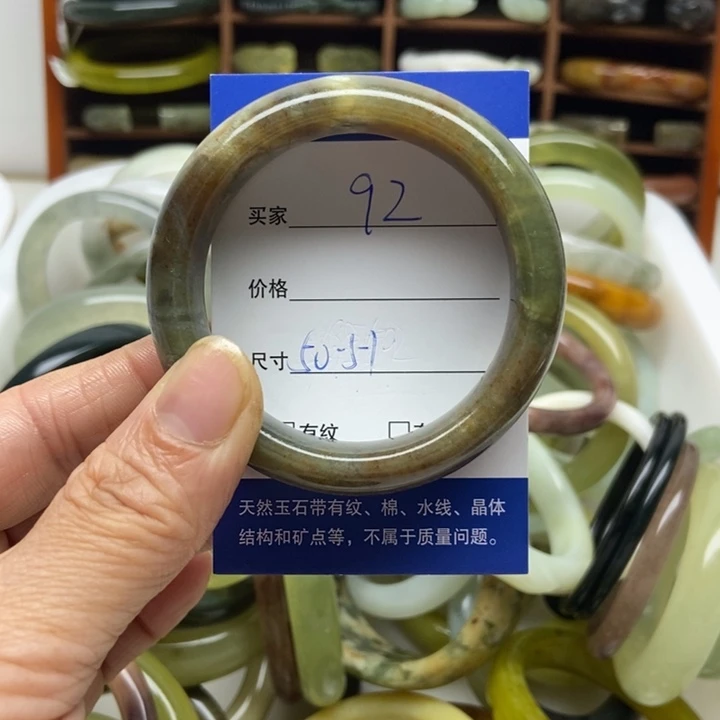 买家 92
价格
尺寸 50-51
有纹
天然玉石带有纹、棉、水线、晶体
结构和矿点等，不属于质量问题。